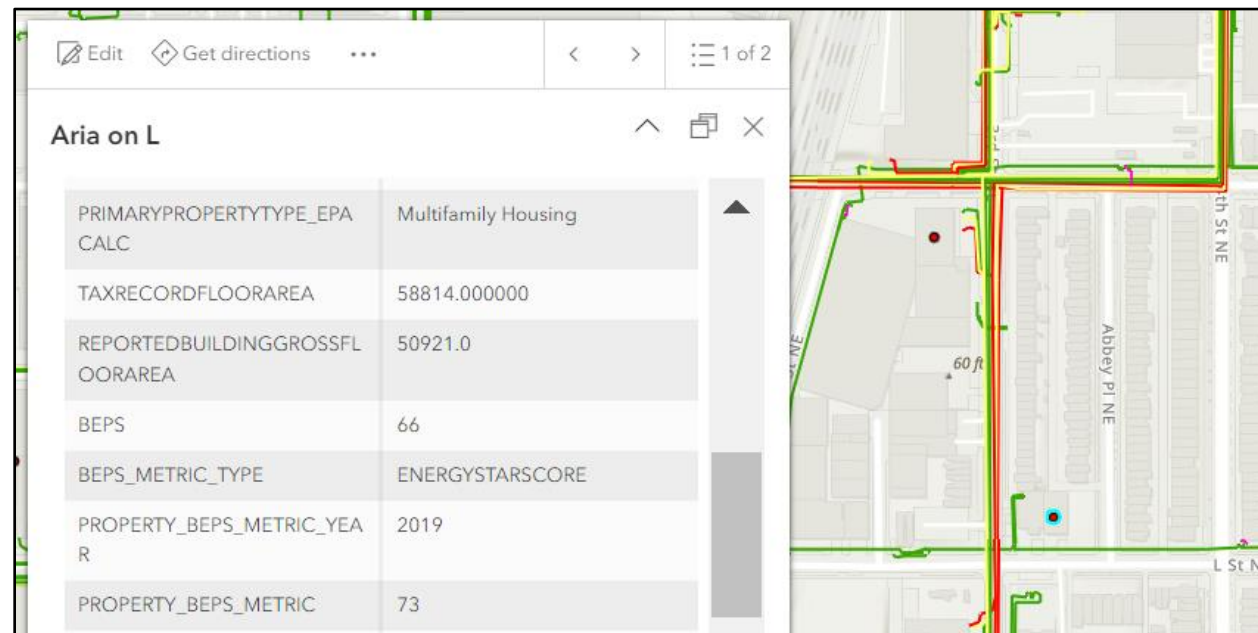 Edit Get directions ... < > 1 of 2
Aria on L
PRIMARYPROPERTYTYPE_EPA
CALC
Multifamily Housing
TAXRECORDFLOORAREA 58814.000000
REPORTEDBUILDINGGROSSFL
OORAREA
50921.0
BEPS 66
BEPS_METRIC_TYPE ENERGYSTARSCORE
PROPERTY_BEPS_METRIC_YEA
R
2019
PROPERTY_BEPS_METRIC 73
th St NE
NE
60 ft
Abbey Pl NE
L St N